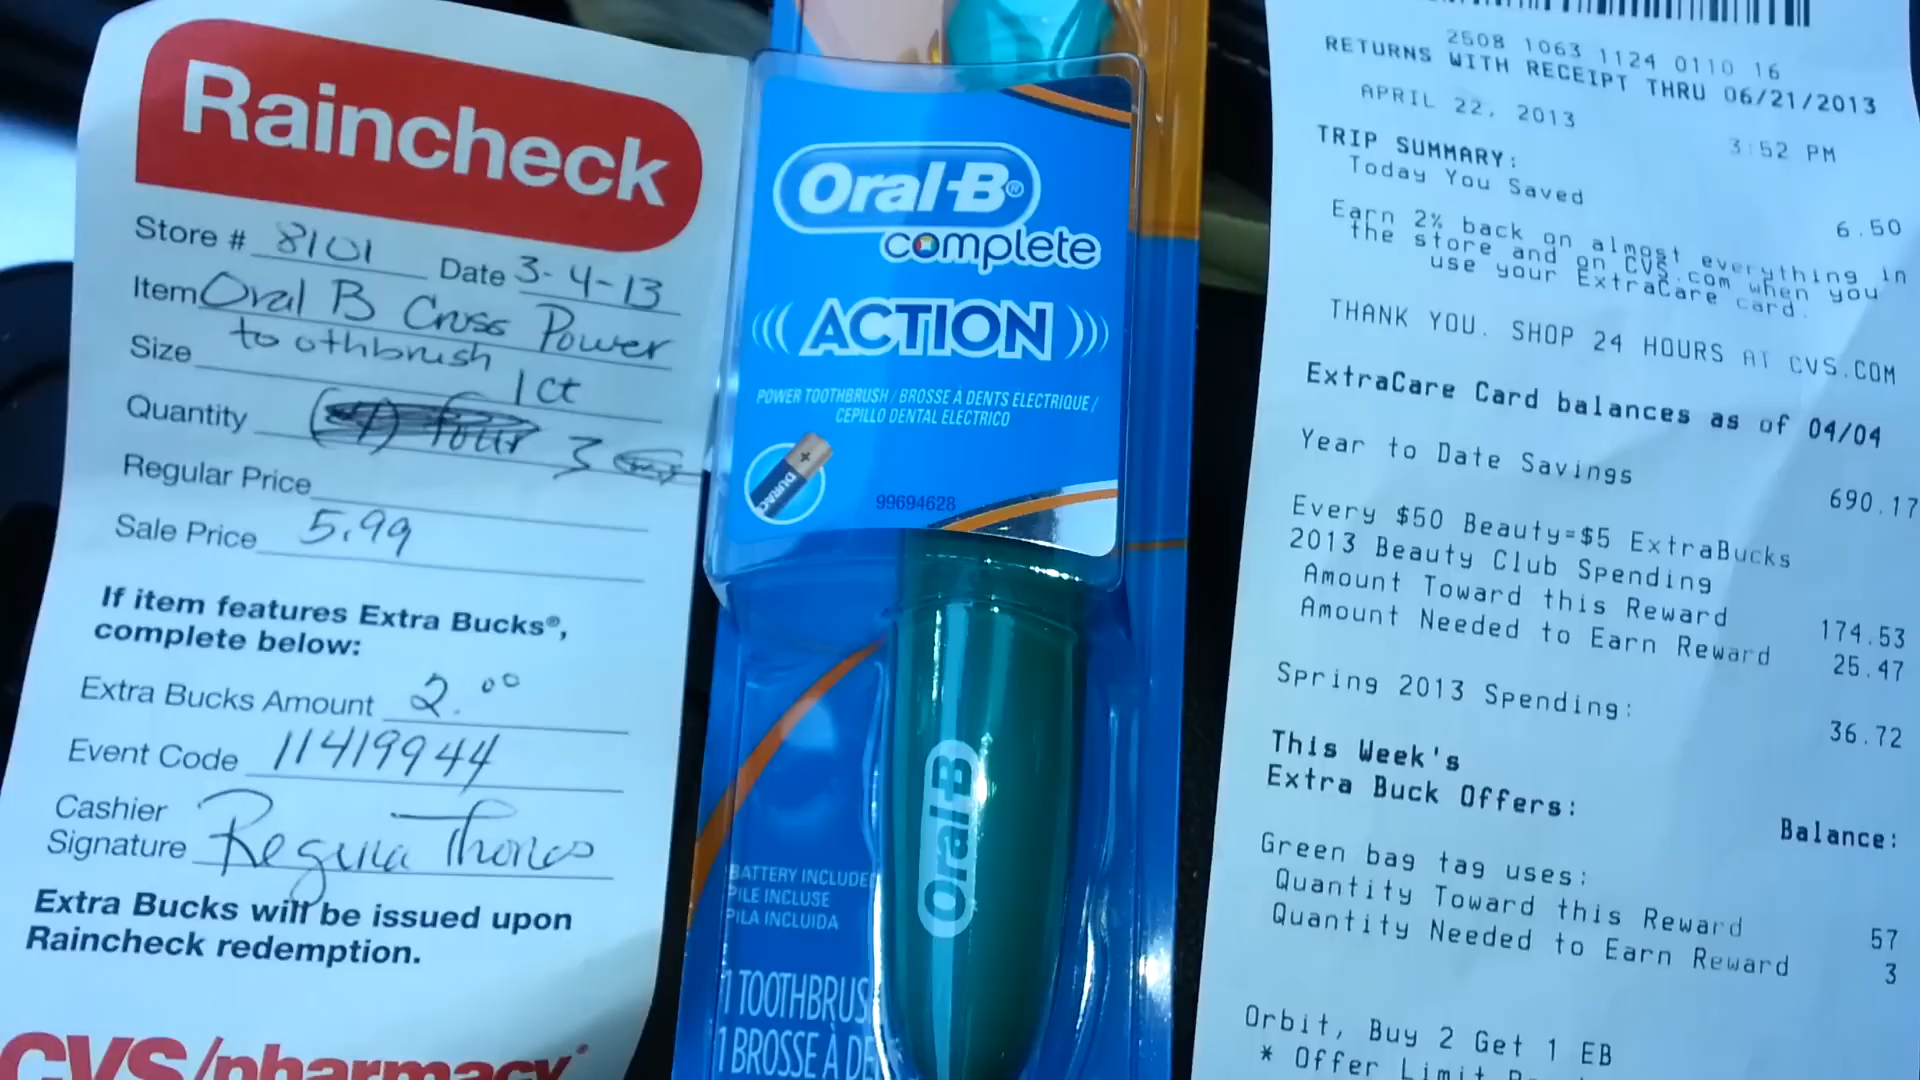 Raincheck
Store # 8101 Date 3-4-13
Item Oral B Cross Power
toothbrush
Size 1ct
Quantity (4) four 3
Regular Price
Sale Price 5.99
If item features Extra Bucks®,
complete below:
Extra Bucks Amount 2.00
Event Code 11419944
Cashier
Signature Regina Thomas
Extra Bucks will be issued upon
Raincheck redemption.
CVS/pharmacy
Oral-B®
complete
ACTION
POWER TOOTHBRUSH / BROSSE À DENTS ÉLECTRIQUE /
CEPILLO DENTAL ELECTRICO
DURAC
99694628
Oral-B
BATTERY INCLUDE
PILE INCLUSE
PILA INCLUIDA
1 TOOTHBRUS
1 BROSSE À DE
2508 1063 1124 0110 16
RETURNS WITH RECEIPT THRU 06/21/2013
APRIL 22, 2013 3:52 PM
TRIP SUMMARY:
Today You Saved 6.50
Earn 2% back on almost everything in
the store and on CVS.com when you
use your ExtraCare card.
THANK YOU. SHOP 24 HOURS AT CVS.COM
ExtraCare Card balances as of 04/04
Year to Date Savings 690.17
Every $50 Beauty=$5 ExtraBucks
2013 Beauty Club Spending
Amount Toward this Reward 174.53
Amount Needed to Earn Reward 25.47
Spring 2013 Spending: 36.72
This Week's
Extra Buck Offers: Balance:
Green bag tag uses:
Quantity Toward this Reward 57
Quantity Needed to Earn Reward 3
Orbit, Buy 2 Get 1 EB
* Offer Limit